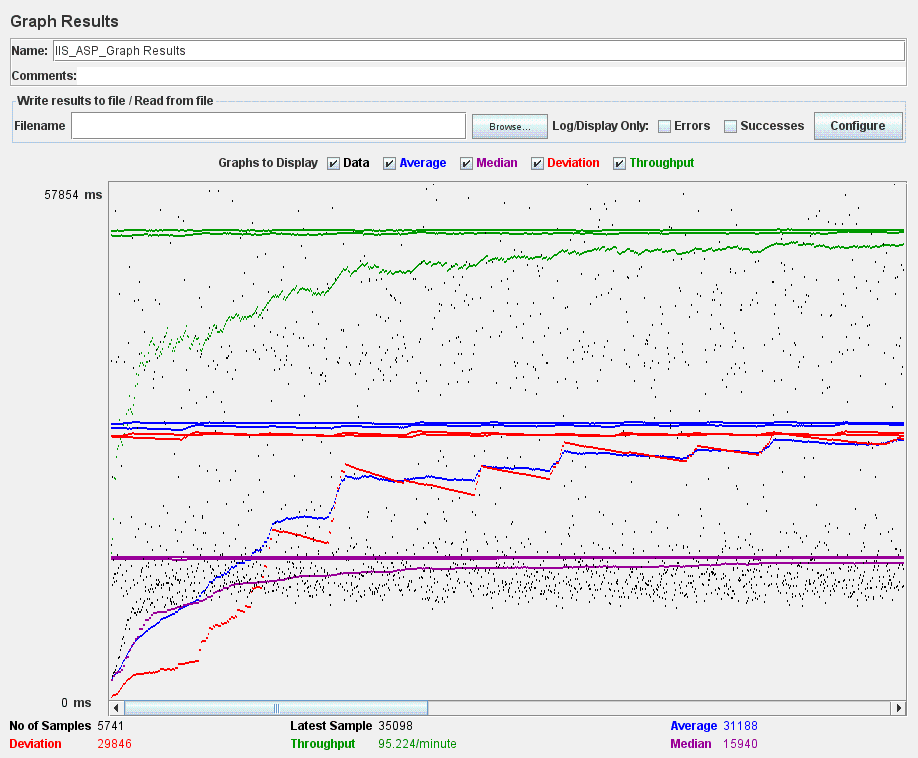 Graph Results
Name: IIS_ASP_Graph Results
Comments:
Write results to file / Read from file
Filename Browse... Log/Display Only: Errors Successes Configure
Graphs to Display Data Average Median Deviation Throughput
57854 ms
0 ms
No of Samples 5741 Latest Sample 35098 Average 31188
Deviation 29846 Throughput 95.224/minute Median 15940